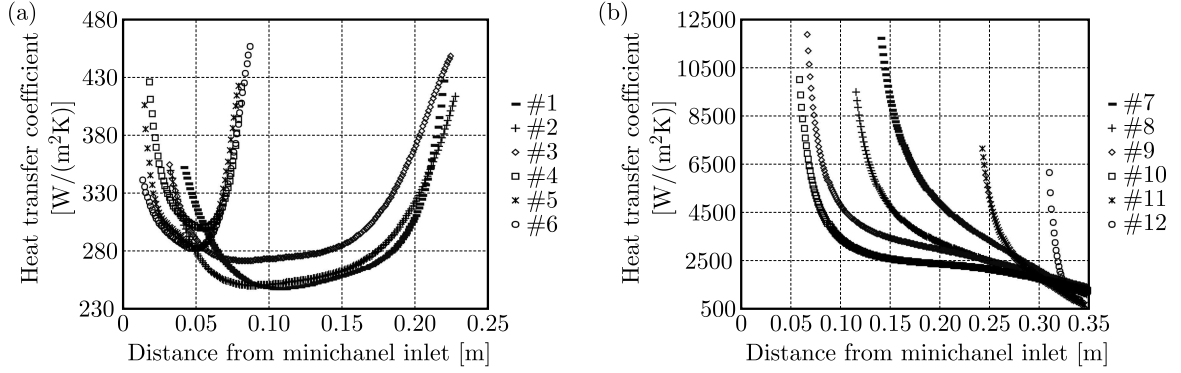 (a)
Heat transfer coefficient
[W/(m²K)]
480
430
380
330
280
230
0 0.05 0.10 0.15 0.20 0.25
Distance from minichanel inlet [m]
#1
#2
#3
#4
#5
#6
(b)
Heat transfer coefficient
[W/(m²K)]
12500
10500
8500
6500
4500
2500
500
0 0.05 0.10 0.15 0.20 0.25 0.30 0.35
Distance from minichanel inlet [m]
#7
#8
#9
#10
#11
#12